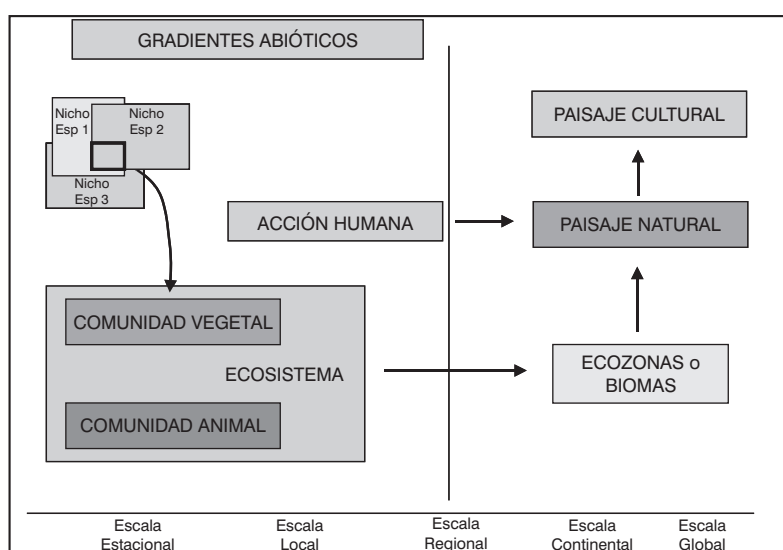 GRADIENTES ABIÓTICOS
Nicho
Esp 1
Nicho
Esp 2
Nicho
Esp 3
PAISAJE CULTURAL
ACCIÓN HUMANA
PAISAJE NATURAL
COMUNIDAD VEGETAL
ECOSISTEMA
COMUNIDAD ANIMAL
ECOZONAS o
BIOMAS
Escala
Estacional
Escala
Local
Escala
Regional
Escala
Continental
Escala
Global